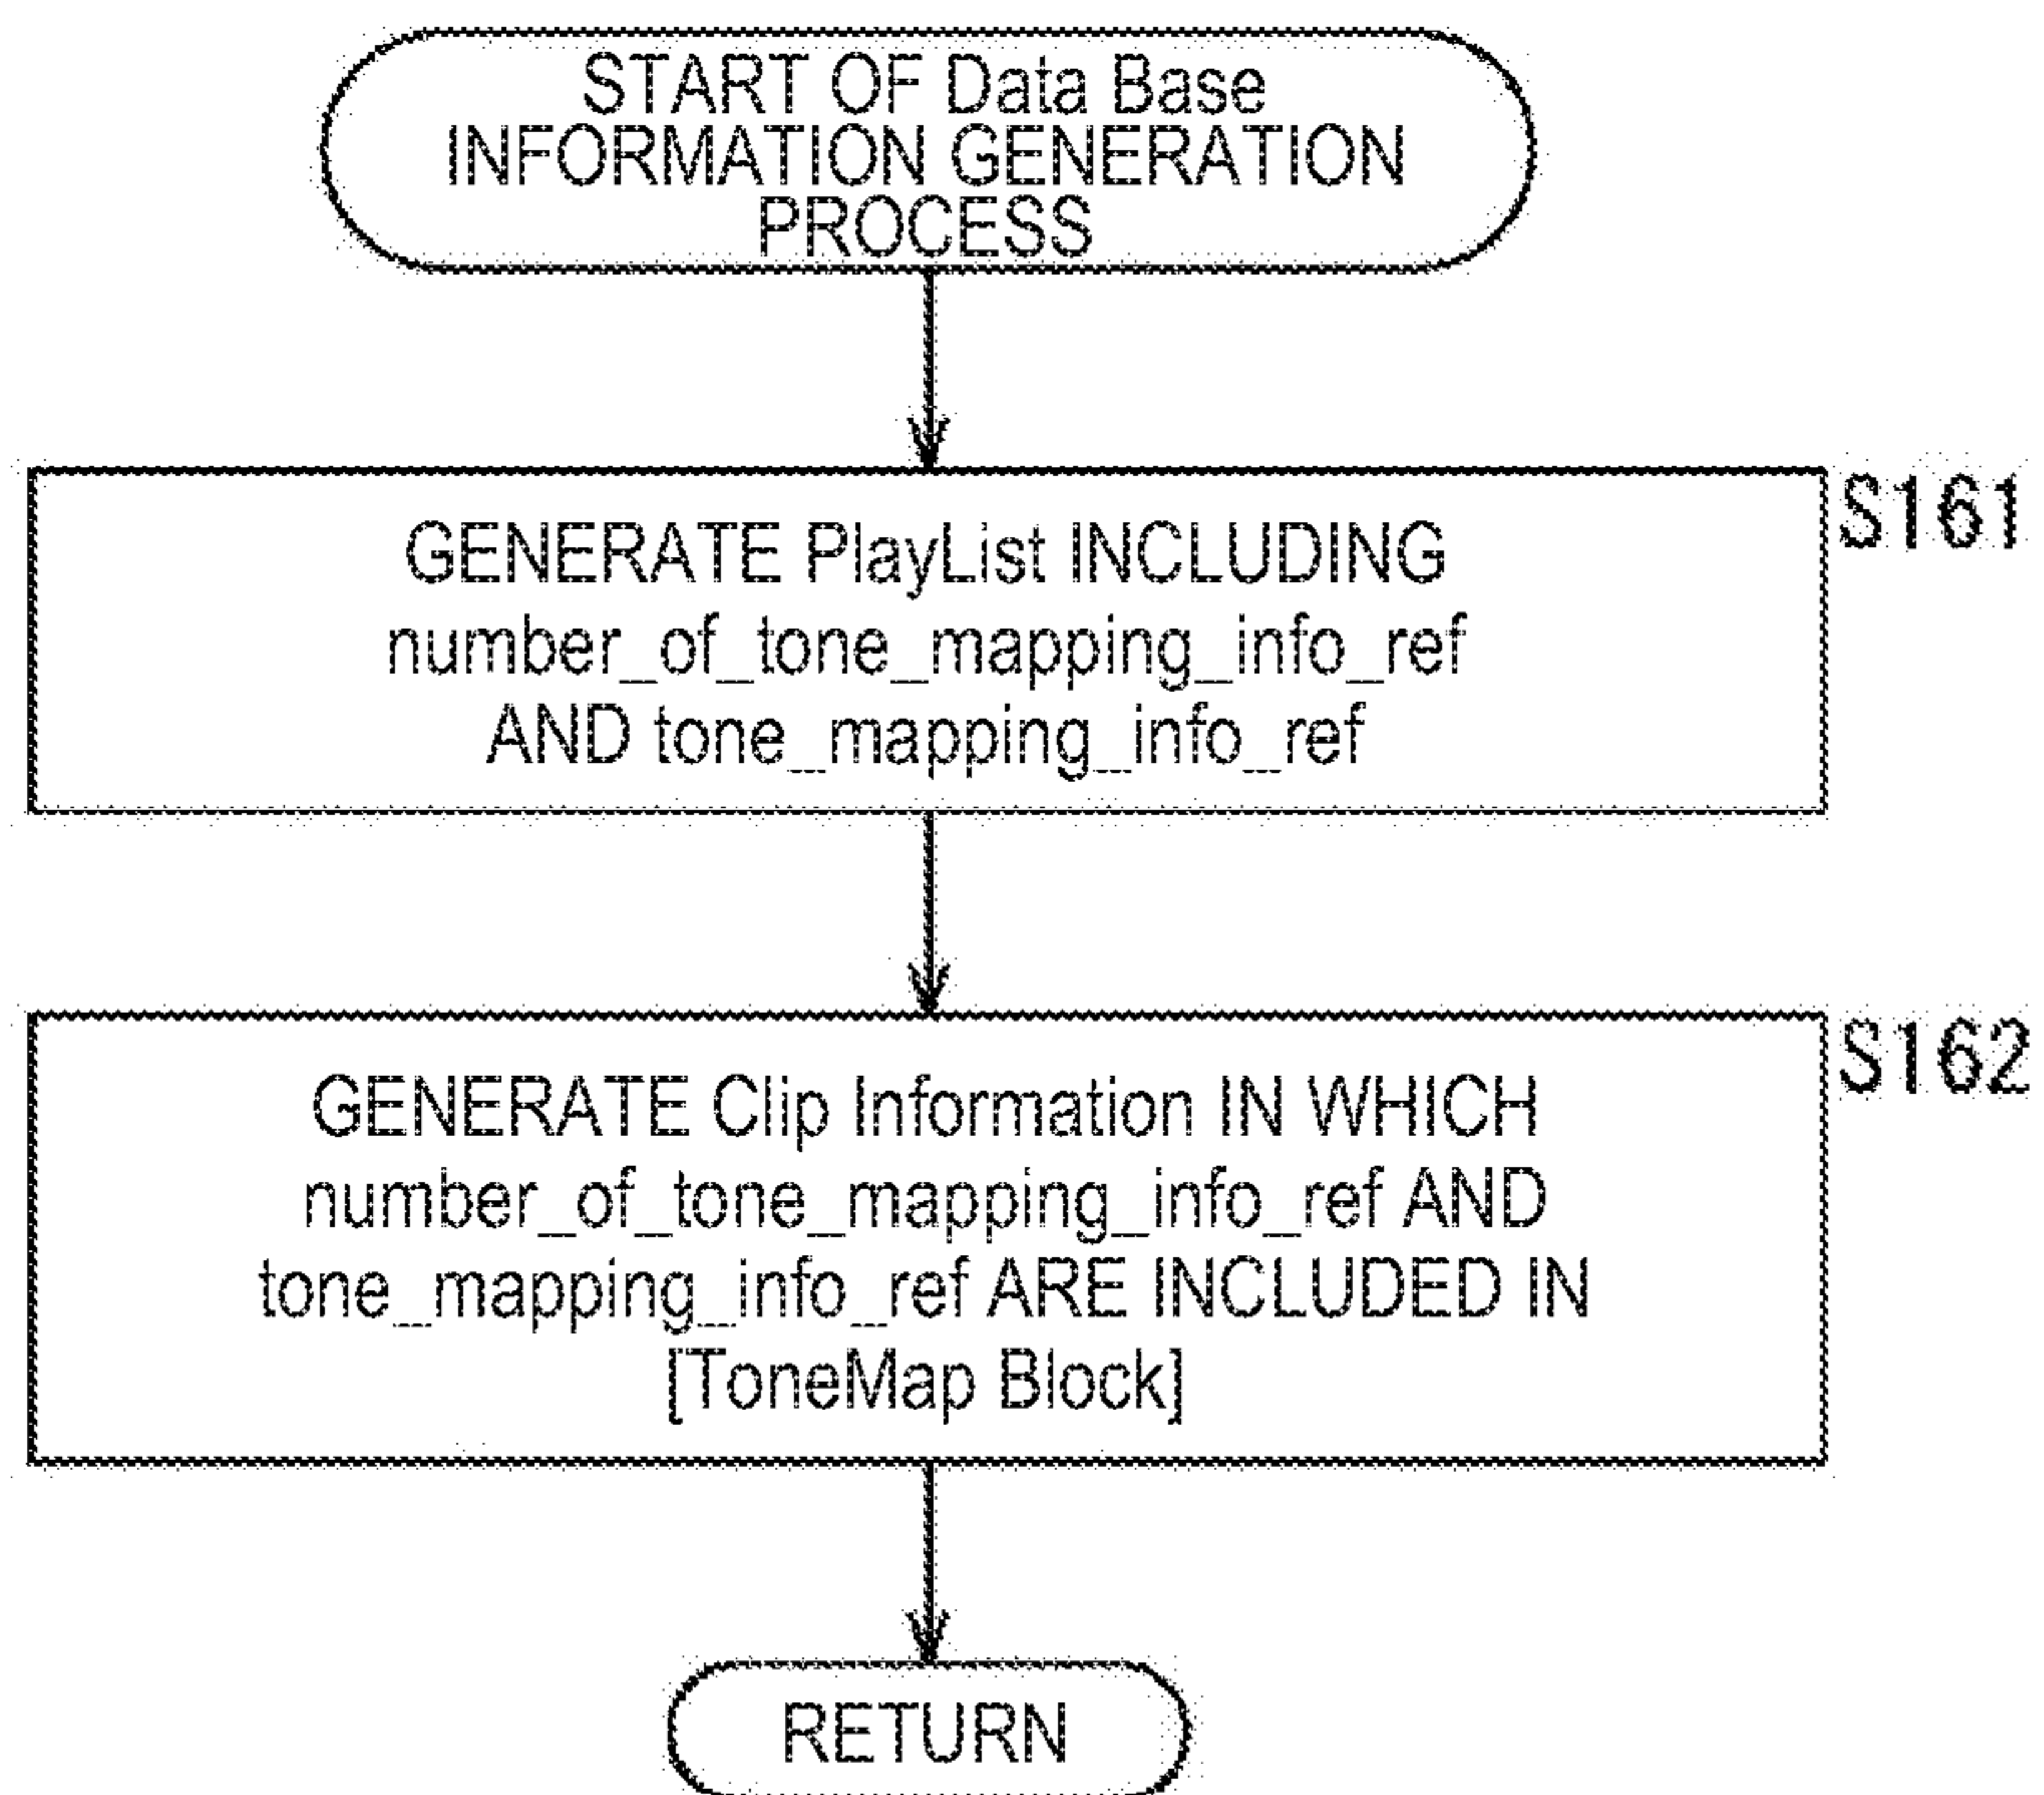 START OF Data Base
INFORMATION GENERATION
PROCESS
S161
GENERATE PlayList INCLUDING
number_of_tone_mapping_info_ref
AND tone_mapping_info_ref
S162
GENERATE Clip Information IN WHICH
number_of_tone_mapping_info_ref AND
tone_mapping_info_ref ARE INCLUDED IN
[ToneMap Block]
RETURN